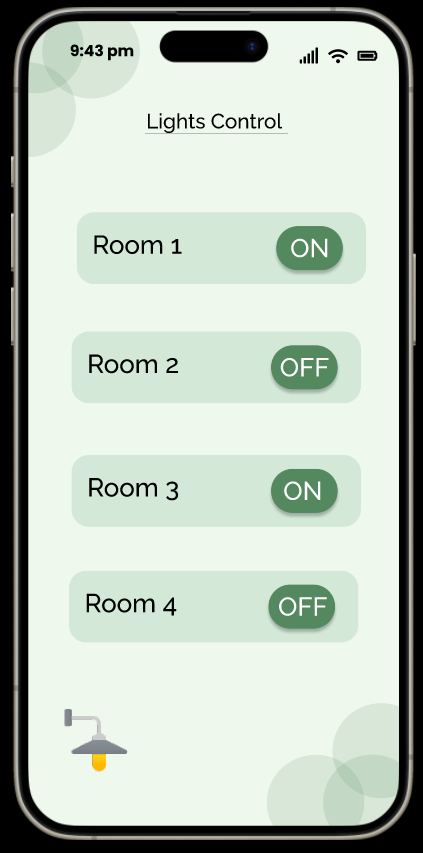 9:43 pm
Lights Control
Room 1 ON
Room 2 OFF
Room 3 ON
Room 4 OFF